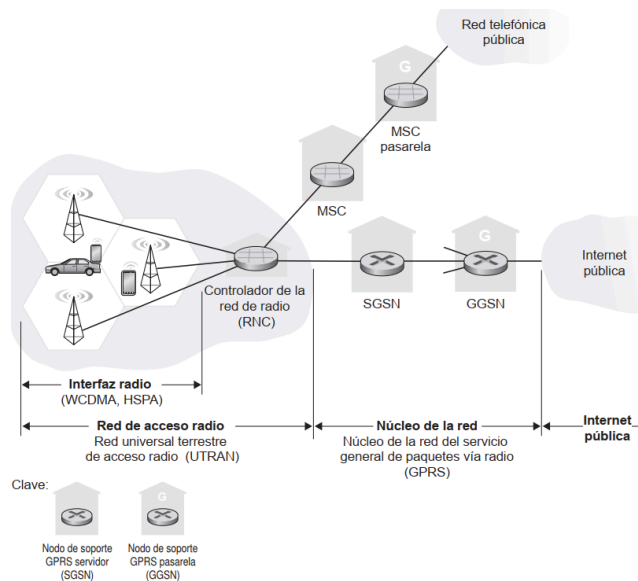 Red telefónica
pública
G
MSC
pasarela
MSC
G
Internet
pública
SGSN
GGSN
Controlador de la
red de radio
(RNC)
Interfaz radio
(WCDMA, HSPA)
Red de acceso radio
Red universal terrestre
de acceso radio (UTRAN)
Núcleo de la red
Núcleo de la red del servicio
general de paquetes vía radio
(GPRS)
Internet
pública
Clave:
G
Nodo de soporte
GPRS servidor
(SGSN)
Nodo de soporte
GPRS pasarela
(GGSN)